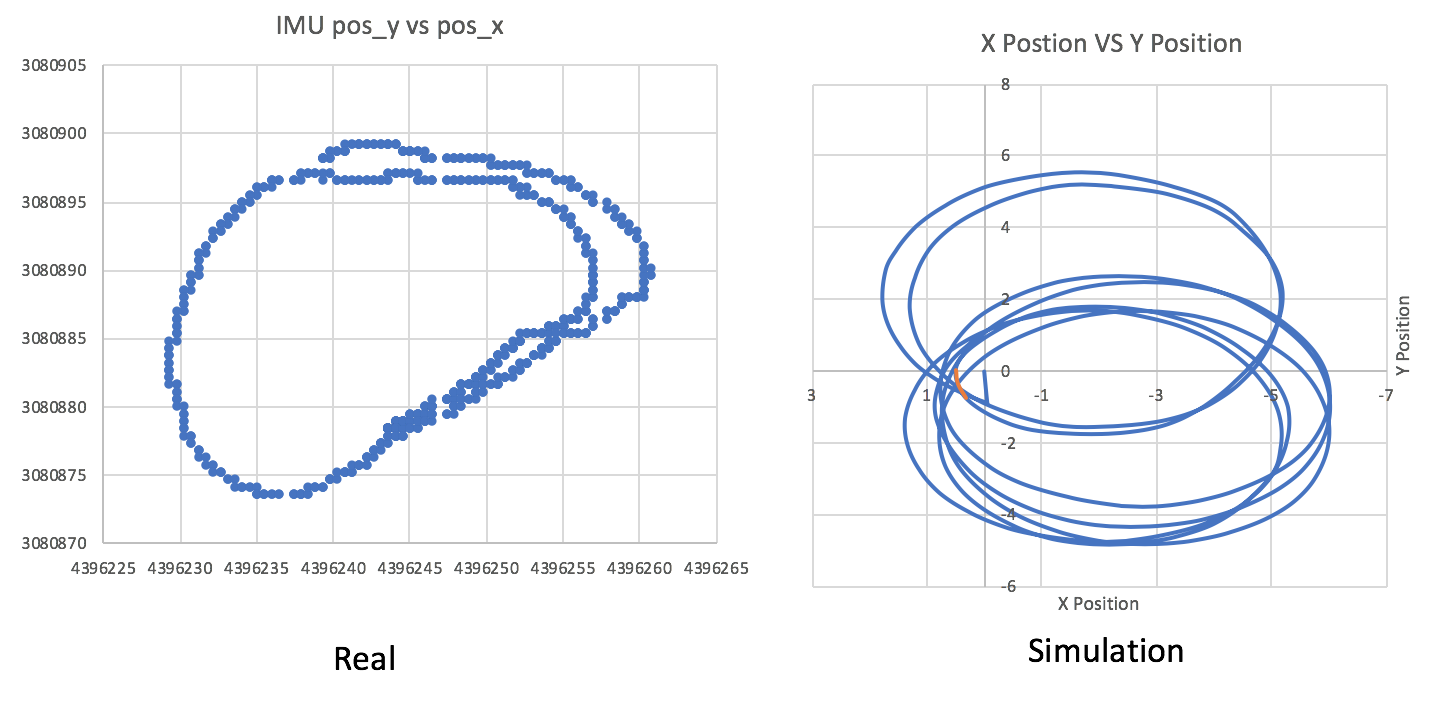 IMU pos_y vs pos_x
3080905
3080900
3080895
3080890
3080885
3080880
3080875
3080870
4396225 4396230 4396235 4396240 4396245 4396250 4396255 4396260 4396265
Real
X Postion VS Y Position
8
6
4
2
0
3 1 -1 -3 -5 -7
-2
-4
-6
Y Position
X Position
Simulation